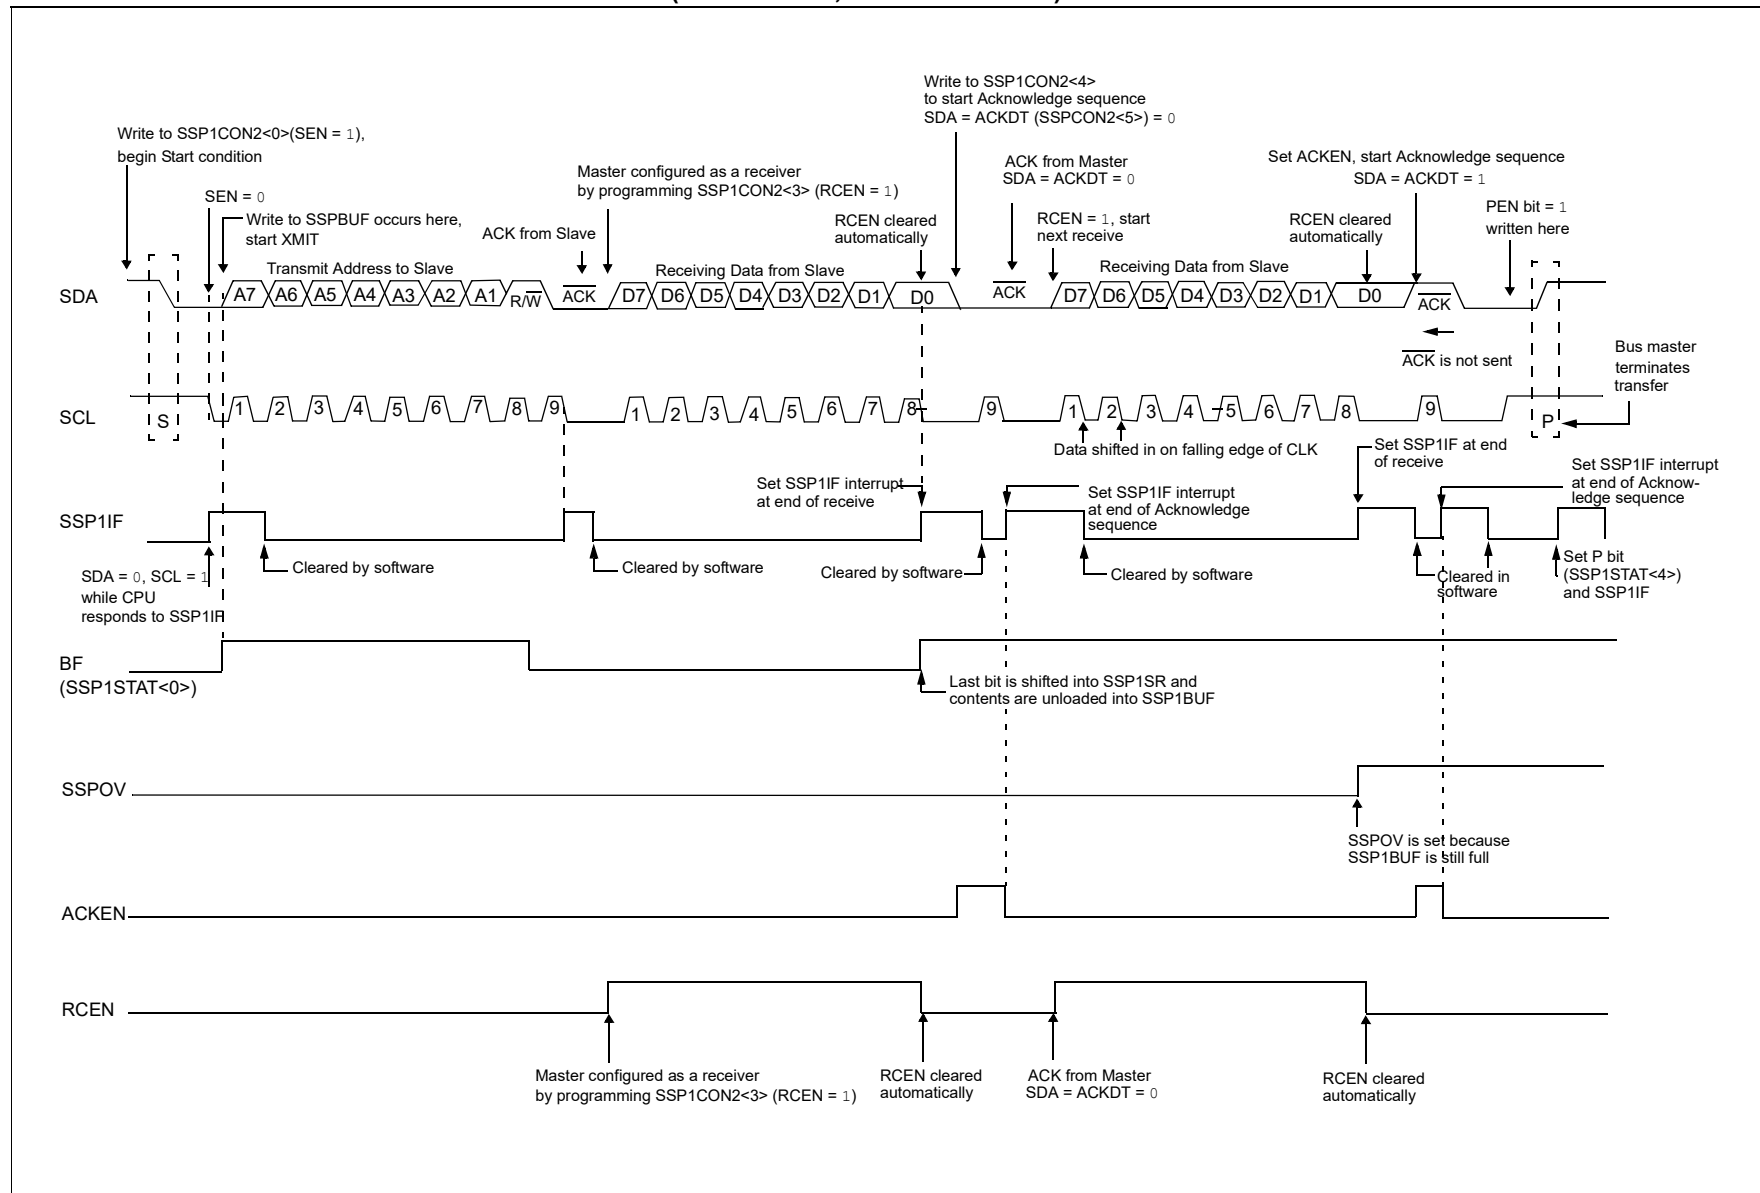 Write to SSP1CON2<4>
to start Acknowledge sequence
SDA = ACKDT (SSPCON2<5>) = 0
Write to SSP1CON2<0>(SEN = 1),
begin Start condition
ACK from Master
SDA = ACKDT = 0
Set ACKEN, start Acknowledge sequence
SDA = ACKDT = 1
Master configured as a receiver
by programming SSP1CON2<3> (RCEN = 1)
SEN = 0
PEN bit = 1
written here
Write to SSPBUF occurs here,
start XMIT
ACK from Slave
RCEN cleared
automatically
RCEN = 1, start
next receive
RCEN cleared
automatically
Transmit Address to Slave
Receiving Data from Slave
Receiving Data from Slave
SDA
A7 A6 A5 A4 A3 A2 A1 R/W ACK D7 D6 D5 D4 D3 D2 D1 D0 ACK D7 D6 D5 D4 D3 D2 D1 D0 ACK
ACK is not sent
Bus master
terminates
transfer
SCL
S 1 2 3 4 5 6 7 8 9 1 2 3 4 5 6 7 8 9 1 2 3 4 5 6 7 8 9 P
Data shifted in on falling edge of CLK
Set SSP1IF at end
of receive
Set SSP1IF interrupt
at end of receive
Set SSP1IF interrupt
at end of Acknowledge
sequence
Set SSP1IF interrupt
at end of Acknow-
ledge sequence
SSP1IF
SDA = 0, SCL = 1
while CPU
responds to SSP1IF
Cleared by software
Cleared by software
Cleared by software
Cleared by software
Cleared in
software
Set P bit
(SSP1STAT<4>)
and SSP1IF
BF
(SSP1STAT<0>)
Last bit is shifted into SSP1SR and
contents are unloaded into SSP1BUF
SSPOV
SSPOV is set because
SSP1BUF is still full
ACKEN
RCEN
Master configured as a receiver
by programming SSP1CON2<3> (RCEN = 1)
RCEN cleared
automatically
ACK from Master
SDA = ACKDT = 0
RCEN cleared
automatically